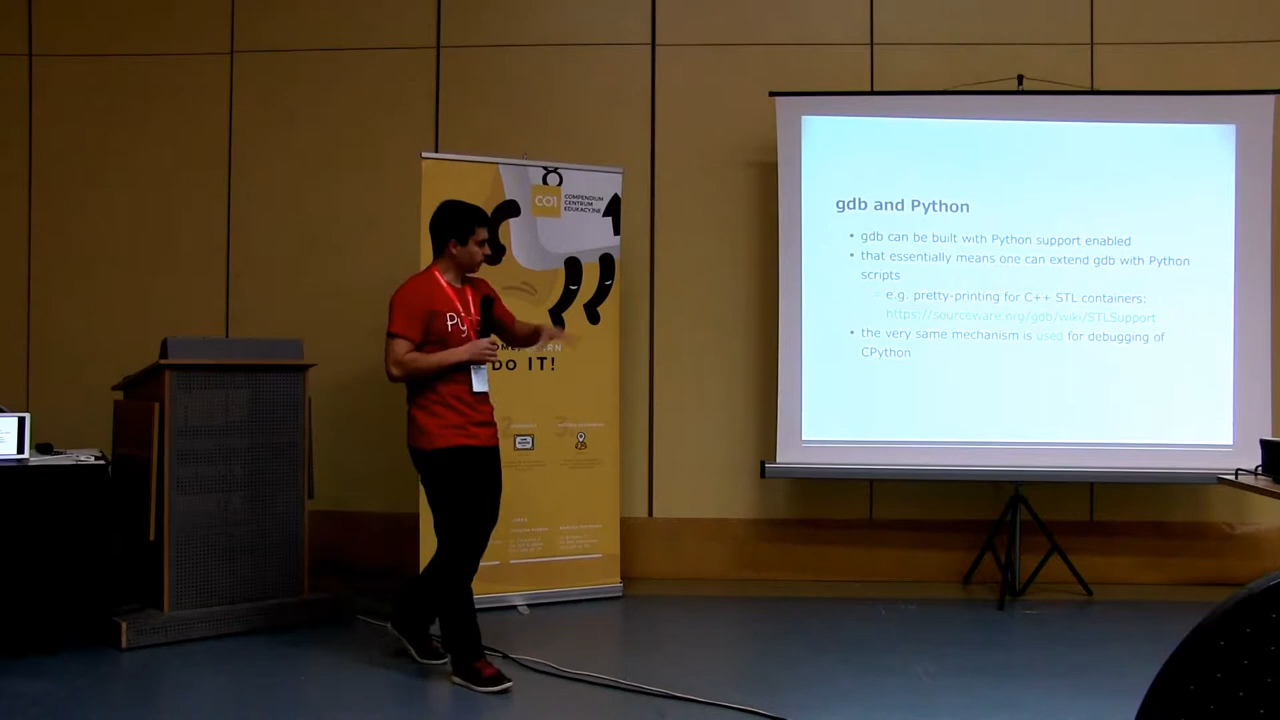 CO1
COMPENDIUM
CENTRUM
EDUKACYJNE
DO IT!
Py
gdb and Python
• gdb can be built with Python support enabled
• that essentially means one can extend gdb with Python
scripts
e.g. pretty-printing for C++ STL containers:
https://sourceware.org/gdb/wiki/STLSupport
• the very same mechanism is used for debugging of
CPython